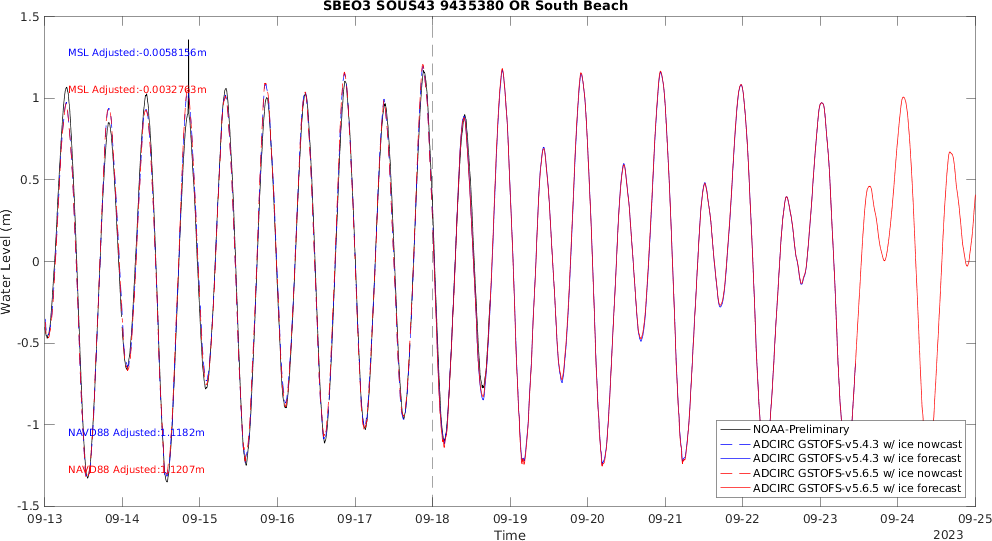 SBEO3 SOUS43 9435380 OR South Beach
1.5
1
0.5
0
-0.5
-1
-1.5
Water Level (m)
MSL Adjusted:-0.0058156m
MSL Adjusted:-0.0032763m
NAVD88 Adjusted:1.1182m
NAVD88 Adjusted:1.1207m
NOAA-Preliminary
ADCIRC GSTOFS-v5.4.3 w/ ice nowcast
ADCIRC GSTOFS-v5.4.3 w/ ice forecast
ADCIRC GSTOFS-v5.6.5 w/ ice nowcast
ADCIRC GSTOFS-v5.6.5 w/ ice forecast
09-13 09-14 09-15 09-16 09-17 09-18 09-19 09-20 09-21 09-22 09-23 09-24 09-25
Time
2023